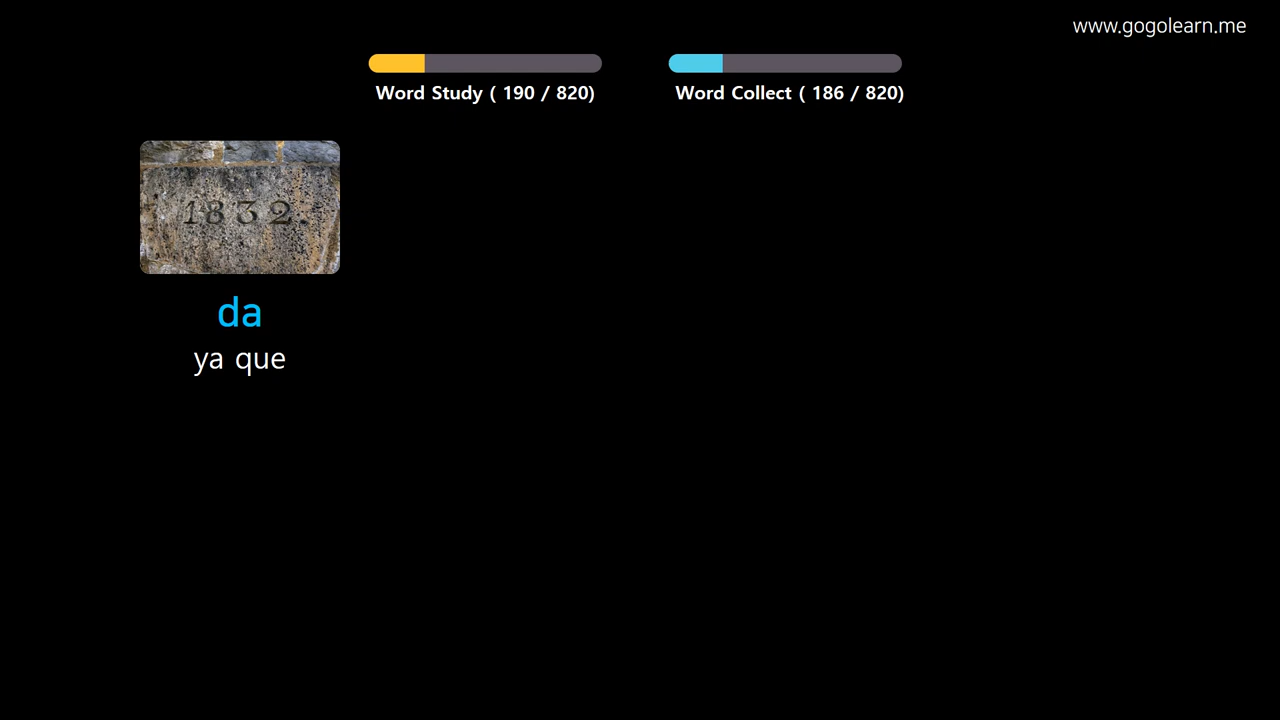 www.gogolearn.me
Word Study ( 190 / 820)
Word Collect ( 186 / 820)
1832.
da
ya que